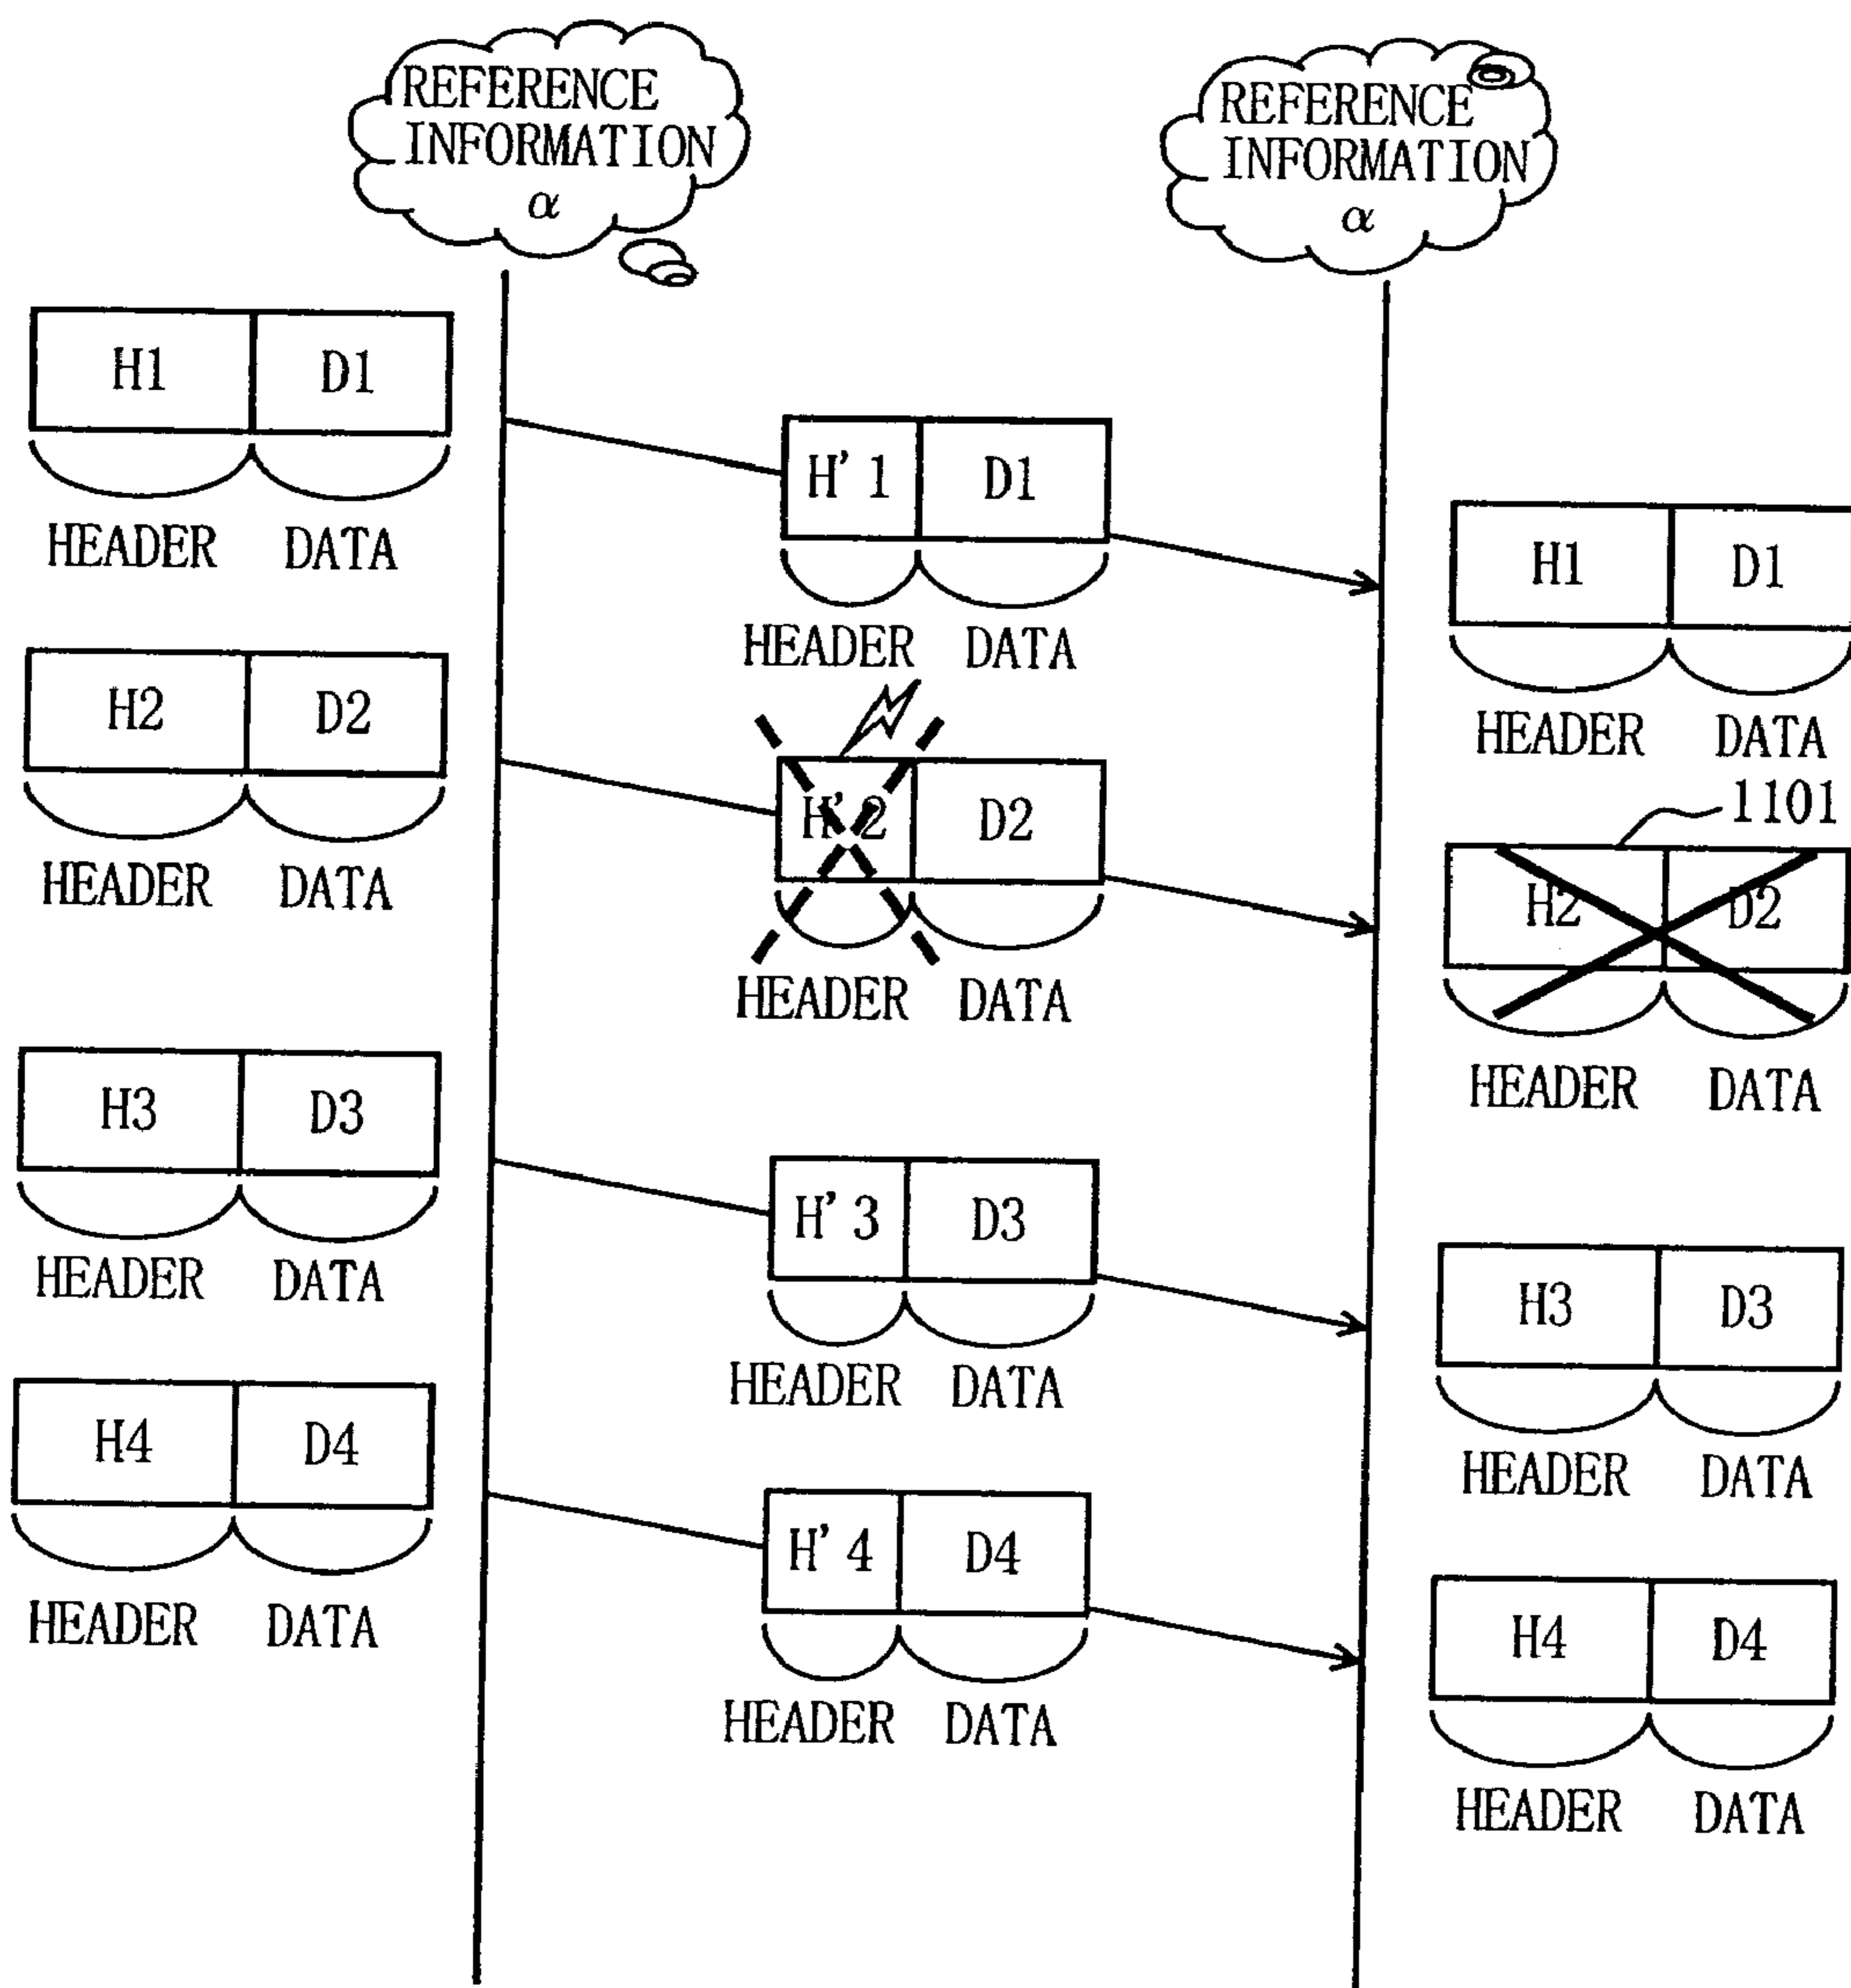 REFERENCE
INFORMATION
α
REFERENCE
INFORMATION
α
H1 D1
HEADER DATA
H'1 D1
HEADER DATA
H1 D1
HEADER DATA
H2 D2
HEADER DATA
H'2 D2
HEADER DATA
1101
H2 D2
HEADER DATA
H3 D3
HEADER DATA
H'3 D3
HEADER DATA
H3 D3
HEADER DATA
H4 D4
HEADER DATA
H'4 D4
HEADER DATA
H4 D4
HEADER DATA